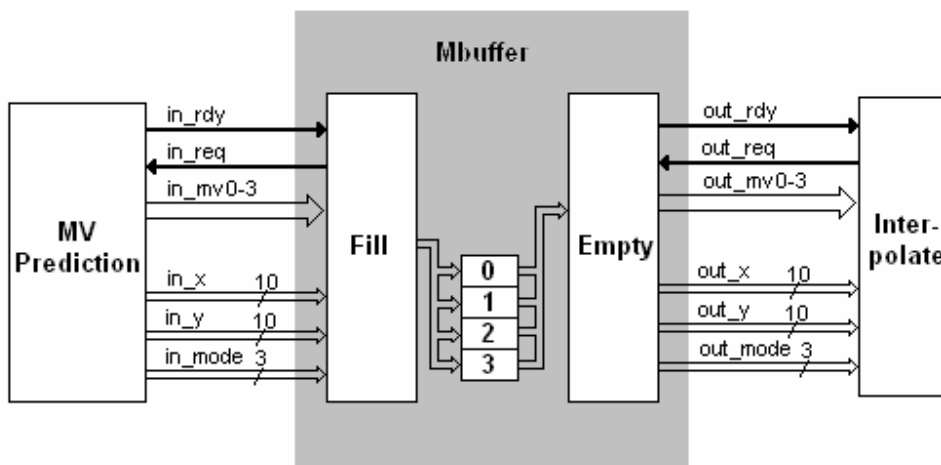 Mbuffer
MV
Prediction
in_rdy
in_req
in_mv0-3
in_x 10
in_y 10
in_mode 3
Fill
0
1
2
3
Empty
out_rdy
out_req
out_mv0-3
out_x 10
out_y 10
out_mode 3
Inter-
polate